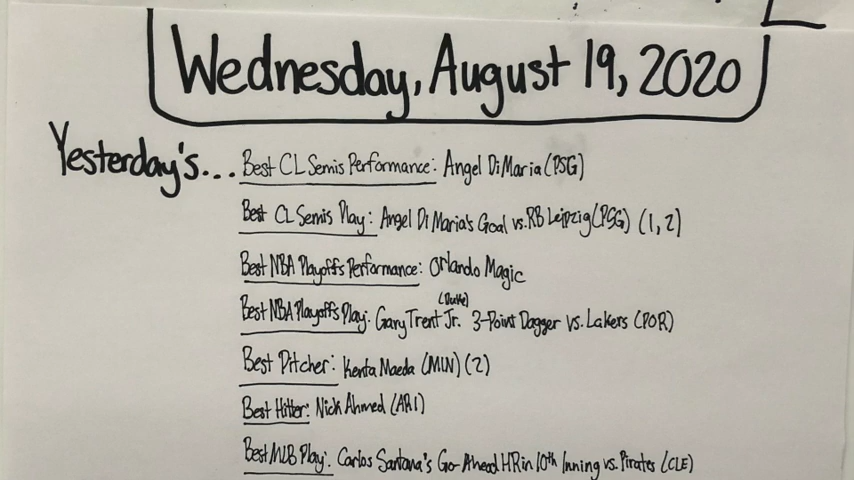 Wednesday, August 19, 2020
Yesterday's... Best CL Semis Performance: Angel DiMaria (PSG)
Best CL Semis Play: Angel Di Maria's Goal vs. RB Leipzig (PSG) (1,2)
Best NBA Playoffs Performance: Orlando Magic
(Duke)
Best NBA Playoffs Play: Gary Trent Jr. 3-Point Dagger vs. Lakers (POR)
Best Pitcher: Kenta Maeda (MIN) (2)
Best Hitter: Nick Ahmed (ARI)
Best MLB Play: Carlos Santana's Go-Ahead HR in 10th Inning vs. Pirates (CLE)